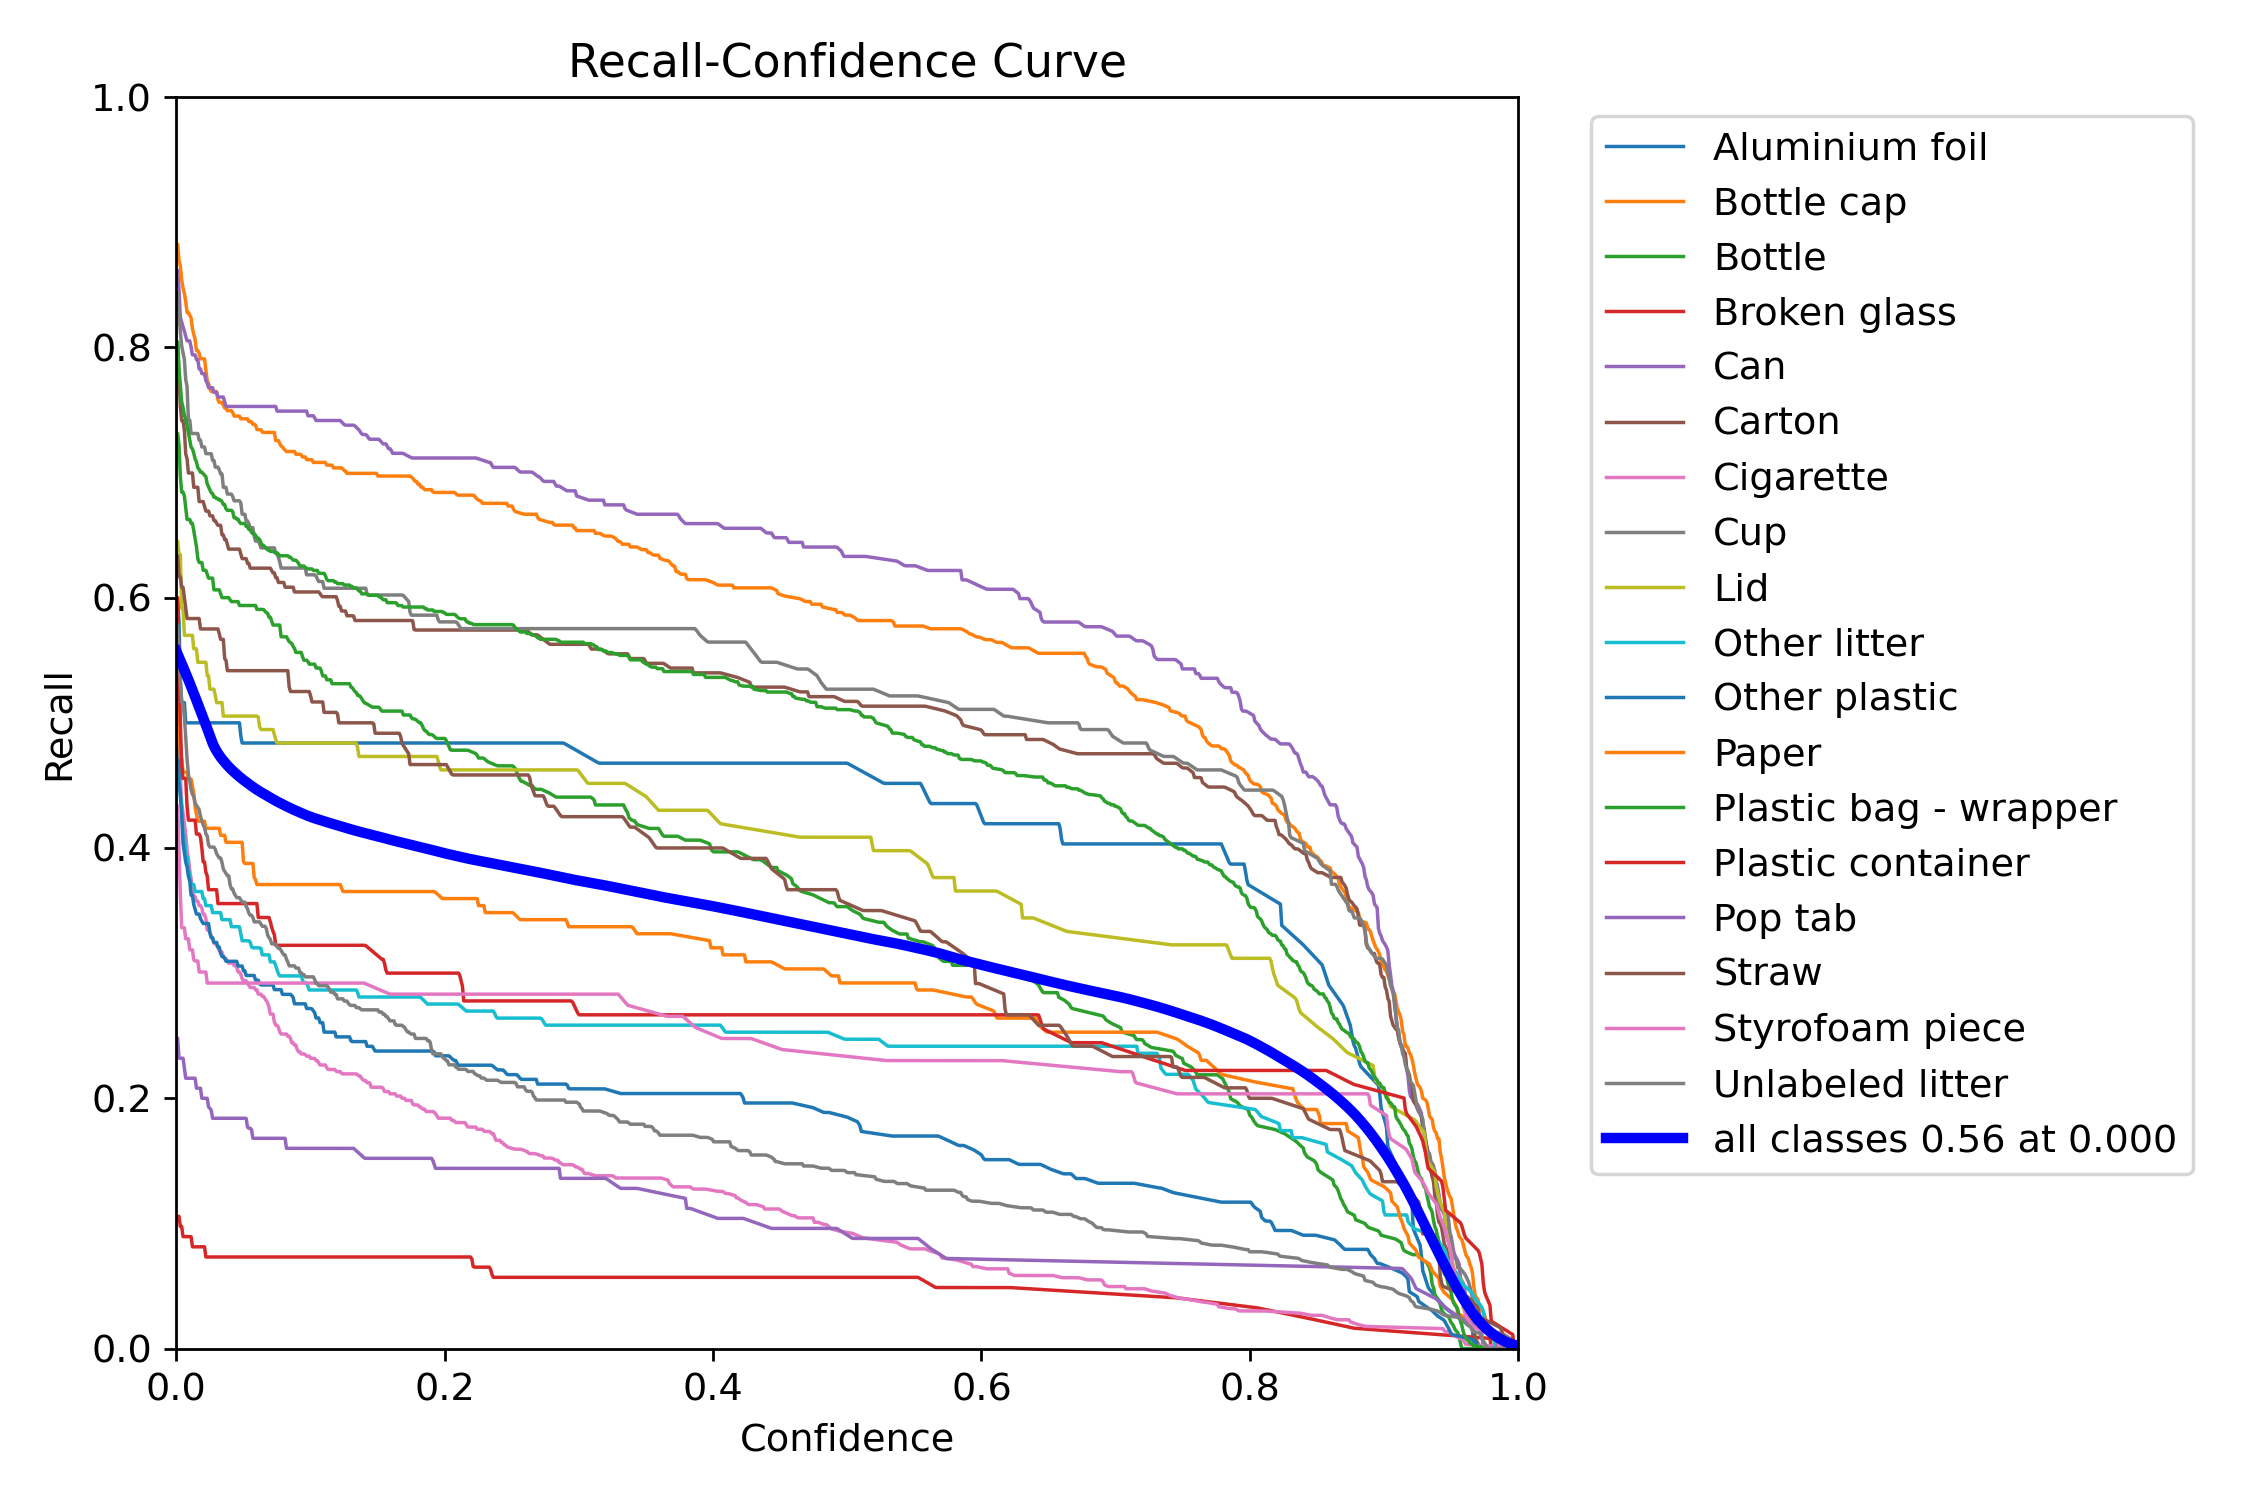 Recall-Confidence Curve
1.0
0.8
0.6
0.4
0.2
0.0
Recall
0.0 0.2 0.4 0.6 0.8 1.0
Confidence
Aluminium foil
Bottle cap
Bottle
Broken glass
Can
Carton
Cigarette
Cup
Lid
Other litter
Other plastic
Paper
Plastic bag - wrapper
Plastic container
Pop tab
Straw
Styrofoam piece
Unlabeled litter
all classes 0.56 at 0.000